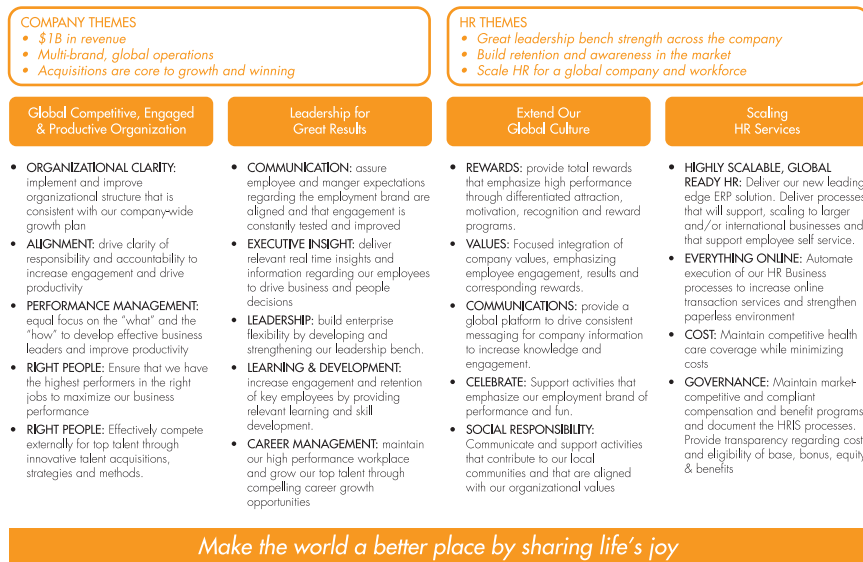 COMPANY THEMES
• $1B in revenue
• Multi-brand, global operations
• Acquisitions are core to growth and winning
HR THEMES
• Great leadership bench strength across the company
• Build retention and awareness in the market
• Scale HR for a global company and workforce
Global Competitive, Engaged
& Productive Organization
• ORGANIZATIONAL CLARITY:
implement and improve
organizational structure that is
consistent with our company-wide
growth plan
• ALIGNMENT: drive clarity of
responsibility and accountability to
increase engagement and drive
productivity
• PERFORMANCE MANAGEMENT:
equal focus on the “what” and the
“how” to develop effective business
leaders and improve productivity
• RIGHT PEOPLE: Ensure that we have
the highest performers in the right
jobs to maximize our business
performance
• RIGHT PEOPLE: Effectively compete
externally for top talent through
innovative talent acquisitions,
strategies and methods.
Leadership for
Great Results
• COMMUNICATION: assure
employee and manger expectations
regarding the employment brand are
aligned and that engagement is
constantly tested and improved
• EXECUTIVE INSIGHT: deliver
relevant real time insights and
information regarding our employees
to drive business and people
decisions
• LEADERSHIP: build enterprise
flexibility by developing and
strengthening our leadership bench.
• LEARNING & DEVELOPMENT:
increase engagement and retention
of key employees by providing
relevant learning and skill
development.
• CAREER MANAGEMENT: maintain
our high performance workplace
and grow our top talent through
compelling career growth
opportunities
Extend Our
Global Culture
• REWARDS: provide total rewards
that emphasize high performance
through differentiated attraction,
motivation, recognition and reward
programs.
• VALUES: Focused integration of
company values, emphasizing
employee engagement, results and
corresponding rewards.
• COMMUNICATIONS: provide a
global platform to drive consistent
messaging for company information
to increase knowledge and
engagement.
• CELEBRATE: Support activities that
emphasize our employment brand of
performance and fun.
• SOCIAL RESPONSIBILITY:
Communicate and support activities
that contribute to our local
communities and that are aligned
with our organizational values
Scaling
HR Services
• HIGHLY SCALABLE, GLOBAL
READY HR: Deliver our new leading
edge ERP solution. Deliver processes
that will support, scaling to larger
and/or international businesses and
that support employee self service.
• EVERYTHING ONLINE: Automate
execution of our HR Business
processes to increase online
transaction services and strengthen
paperless environment
• COST: Maintain competitive health
care coverage while minimizing
costs
• GOVERNANCE: Maintain market-
competitive and compliant
compensation and benefit programs
and document the HRIS processes.
Provide transparency regarding cost
and eligibility of base, bonus, equity
& benefits
Make the world a better place by sharing life’s joy